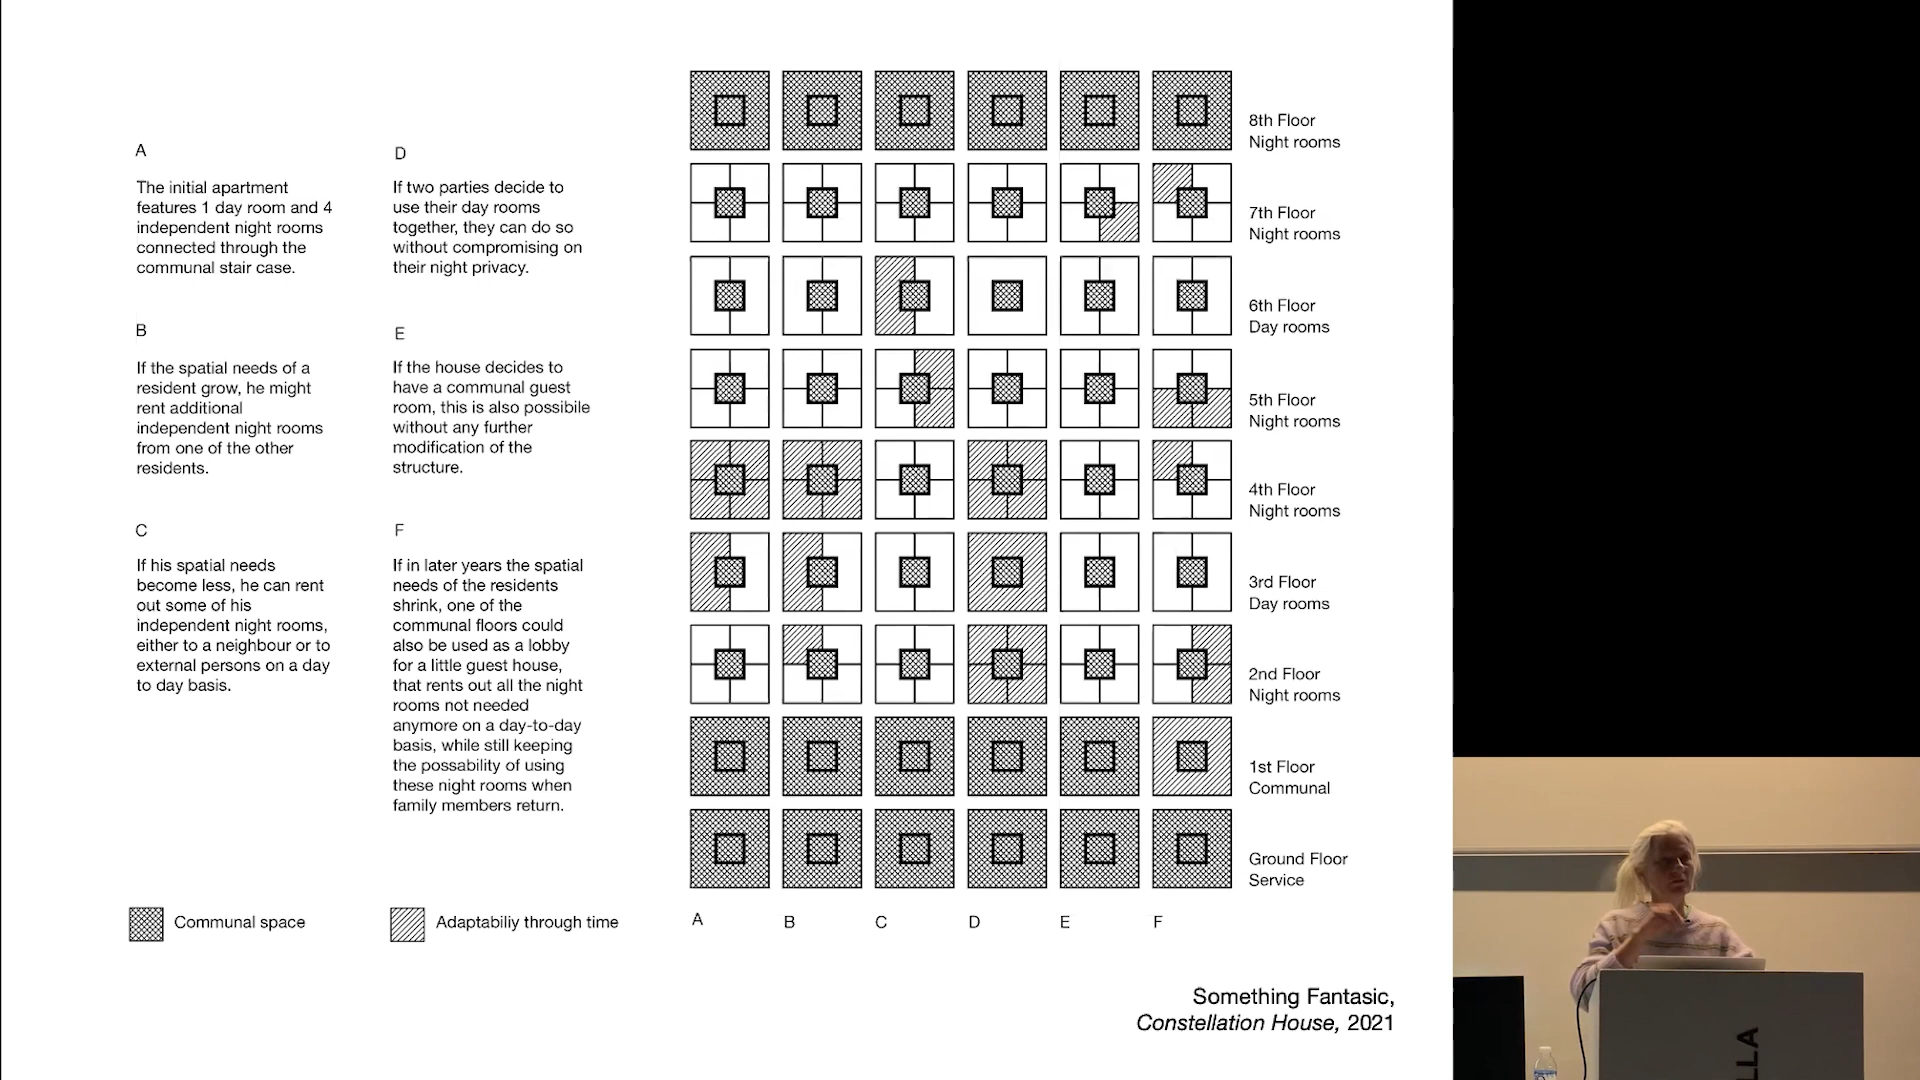 A
The initial apartment
features 1 day room and 4
independent night rooms
connected through the
communal stair case.
B
If the spatial needs of a
resident grow, he might
rent additional
independent night rooms
from one of the other
residents.
C
If his spatial needs
become less, he can rent
out some of his
independent night rooms,
either to a neighbour or to
external persons on a day
to day basis.
D
If two parties decide to
use their day rooms
together, they can do so
without compromising on
their night privacy.
E
If the house decides to
have a communal guest
room, this is also possibile
without any further
modification of the
structure.
F
If in later years the spatial
needs of the residents
shrink, one of the
communal floors could
also be used as a lobby
for a little guest house,
that rents out all the night
rooms not needed
anymore on a day-to-day
basis, while still keeping
the possability of using
these night rooms when
family members return.
Communal space
Adaptabiliy through time
8th Floor
Night rooms
7th Floor
Night rooms
6th Floor
Day rooms
5th Floor
Night rooms
4th Floor
Night rooms
3rd Floor
Day rooms
2nd Floor
Night rooms
1st Floor
Communal
Ground Floor
Service
A B C D E F
Something Fantasic,
Constellation House, 2021